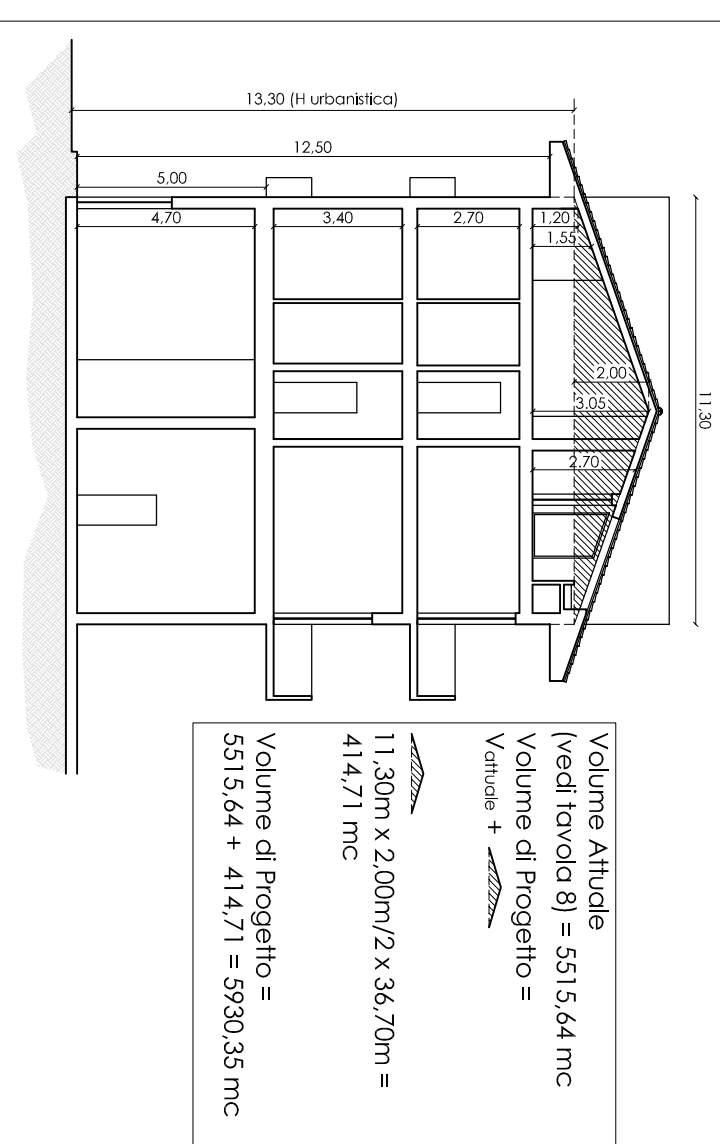 13,30 (H urbanistica)
12,50
5,00
4,70
3,40
2,70
1,20
1,55
2,00
3.05
2.70
11,30
Volume Attuale
(vedi tavola 8) = 5515,64 mc
Volume di Progetto =
Vattuale +
11,30m x 2,00m/2 x 36,70m =
414,71 mc
Volume di Progetto =
5515,64 + 414,71 = 5930,35 mc